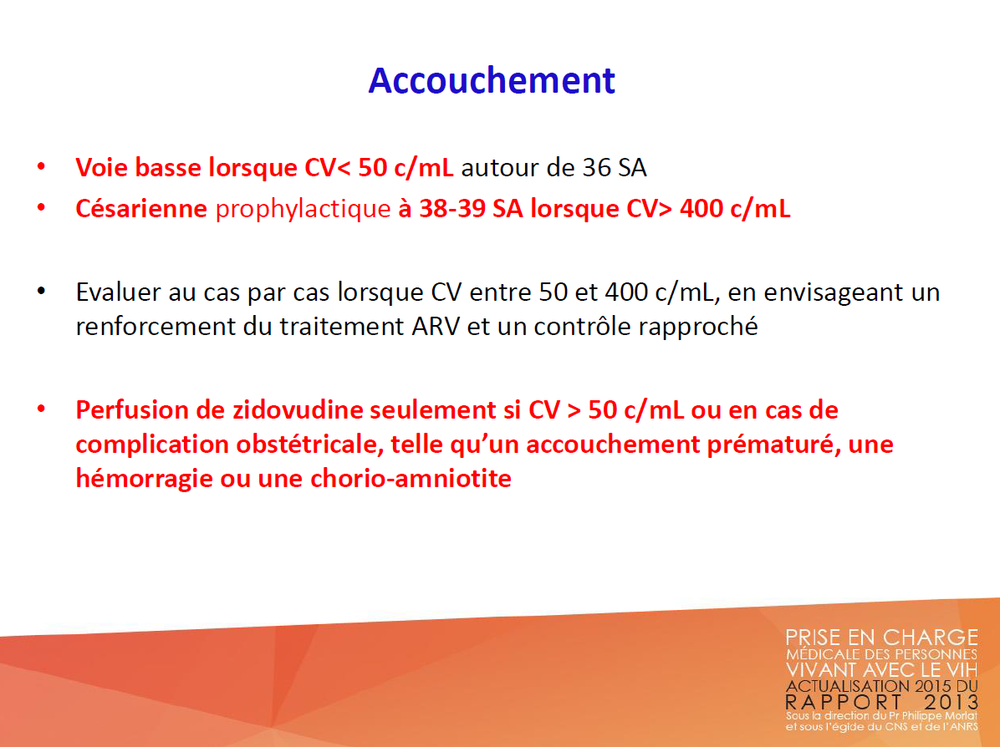 Accouchement
• Voie basse lorsque CV< 50 c/mL autour de 36 SA
• Césarienne prophylactique à 38-39 SA lorsque CV> 400 c/mL
• Evaluer au cas par cas lorsque CV entre 50 et 400 c/mL, en envisageant un
renforcement du traitement ARV et un contrôle rapproché
• Perfusion de zidovudine seulement si CV > 50 c/mL ou en cas de
complication obstétricale, telle qu’un accouchement prématuré, une
hémorragie ou une chorio-amniotite
PRISE EN CHARGE
MÉDICALE DES PERSONNES
VIVANT AVEC LE VIH
ACTUALISATION 2015 DU
RAPPORT 2013
Sous la direction du Pr Philippe Morlat
et sous l’égide du CNS et de l’ANRS